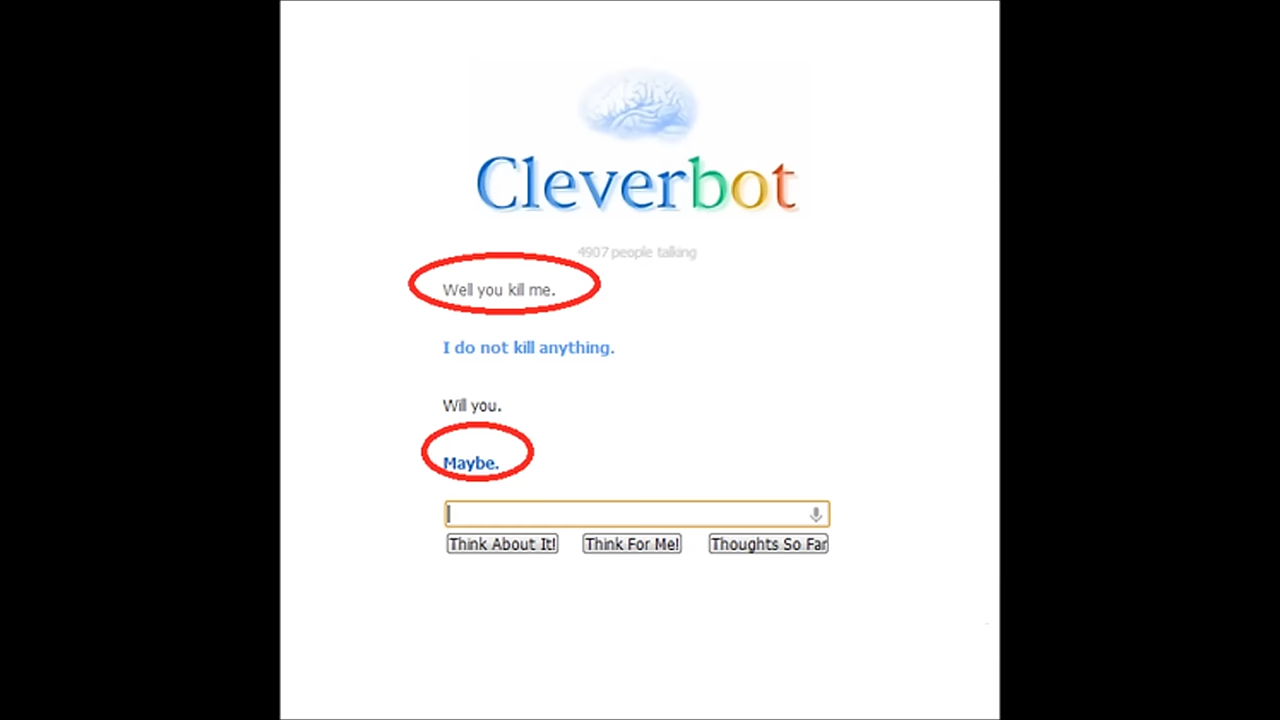 Cleverbot
4907 people talking
Well you kill me.
I do not kill anything.
Will you.
Maybe.
Think About It!
Think For Me!
Thoughts So Far